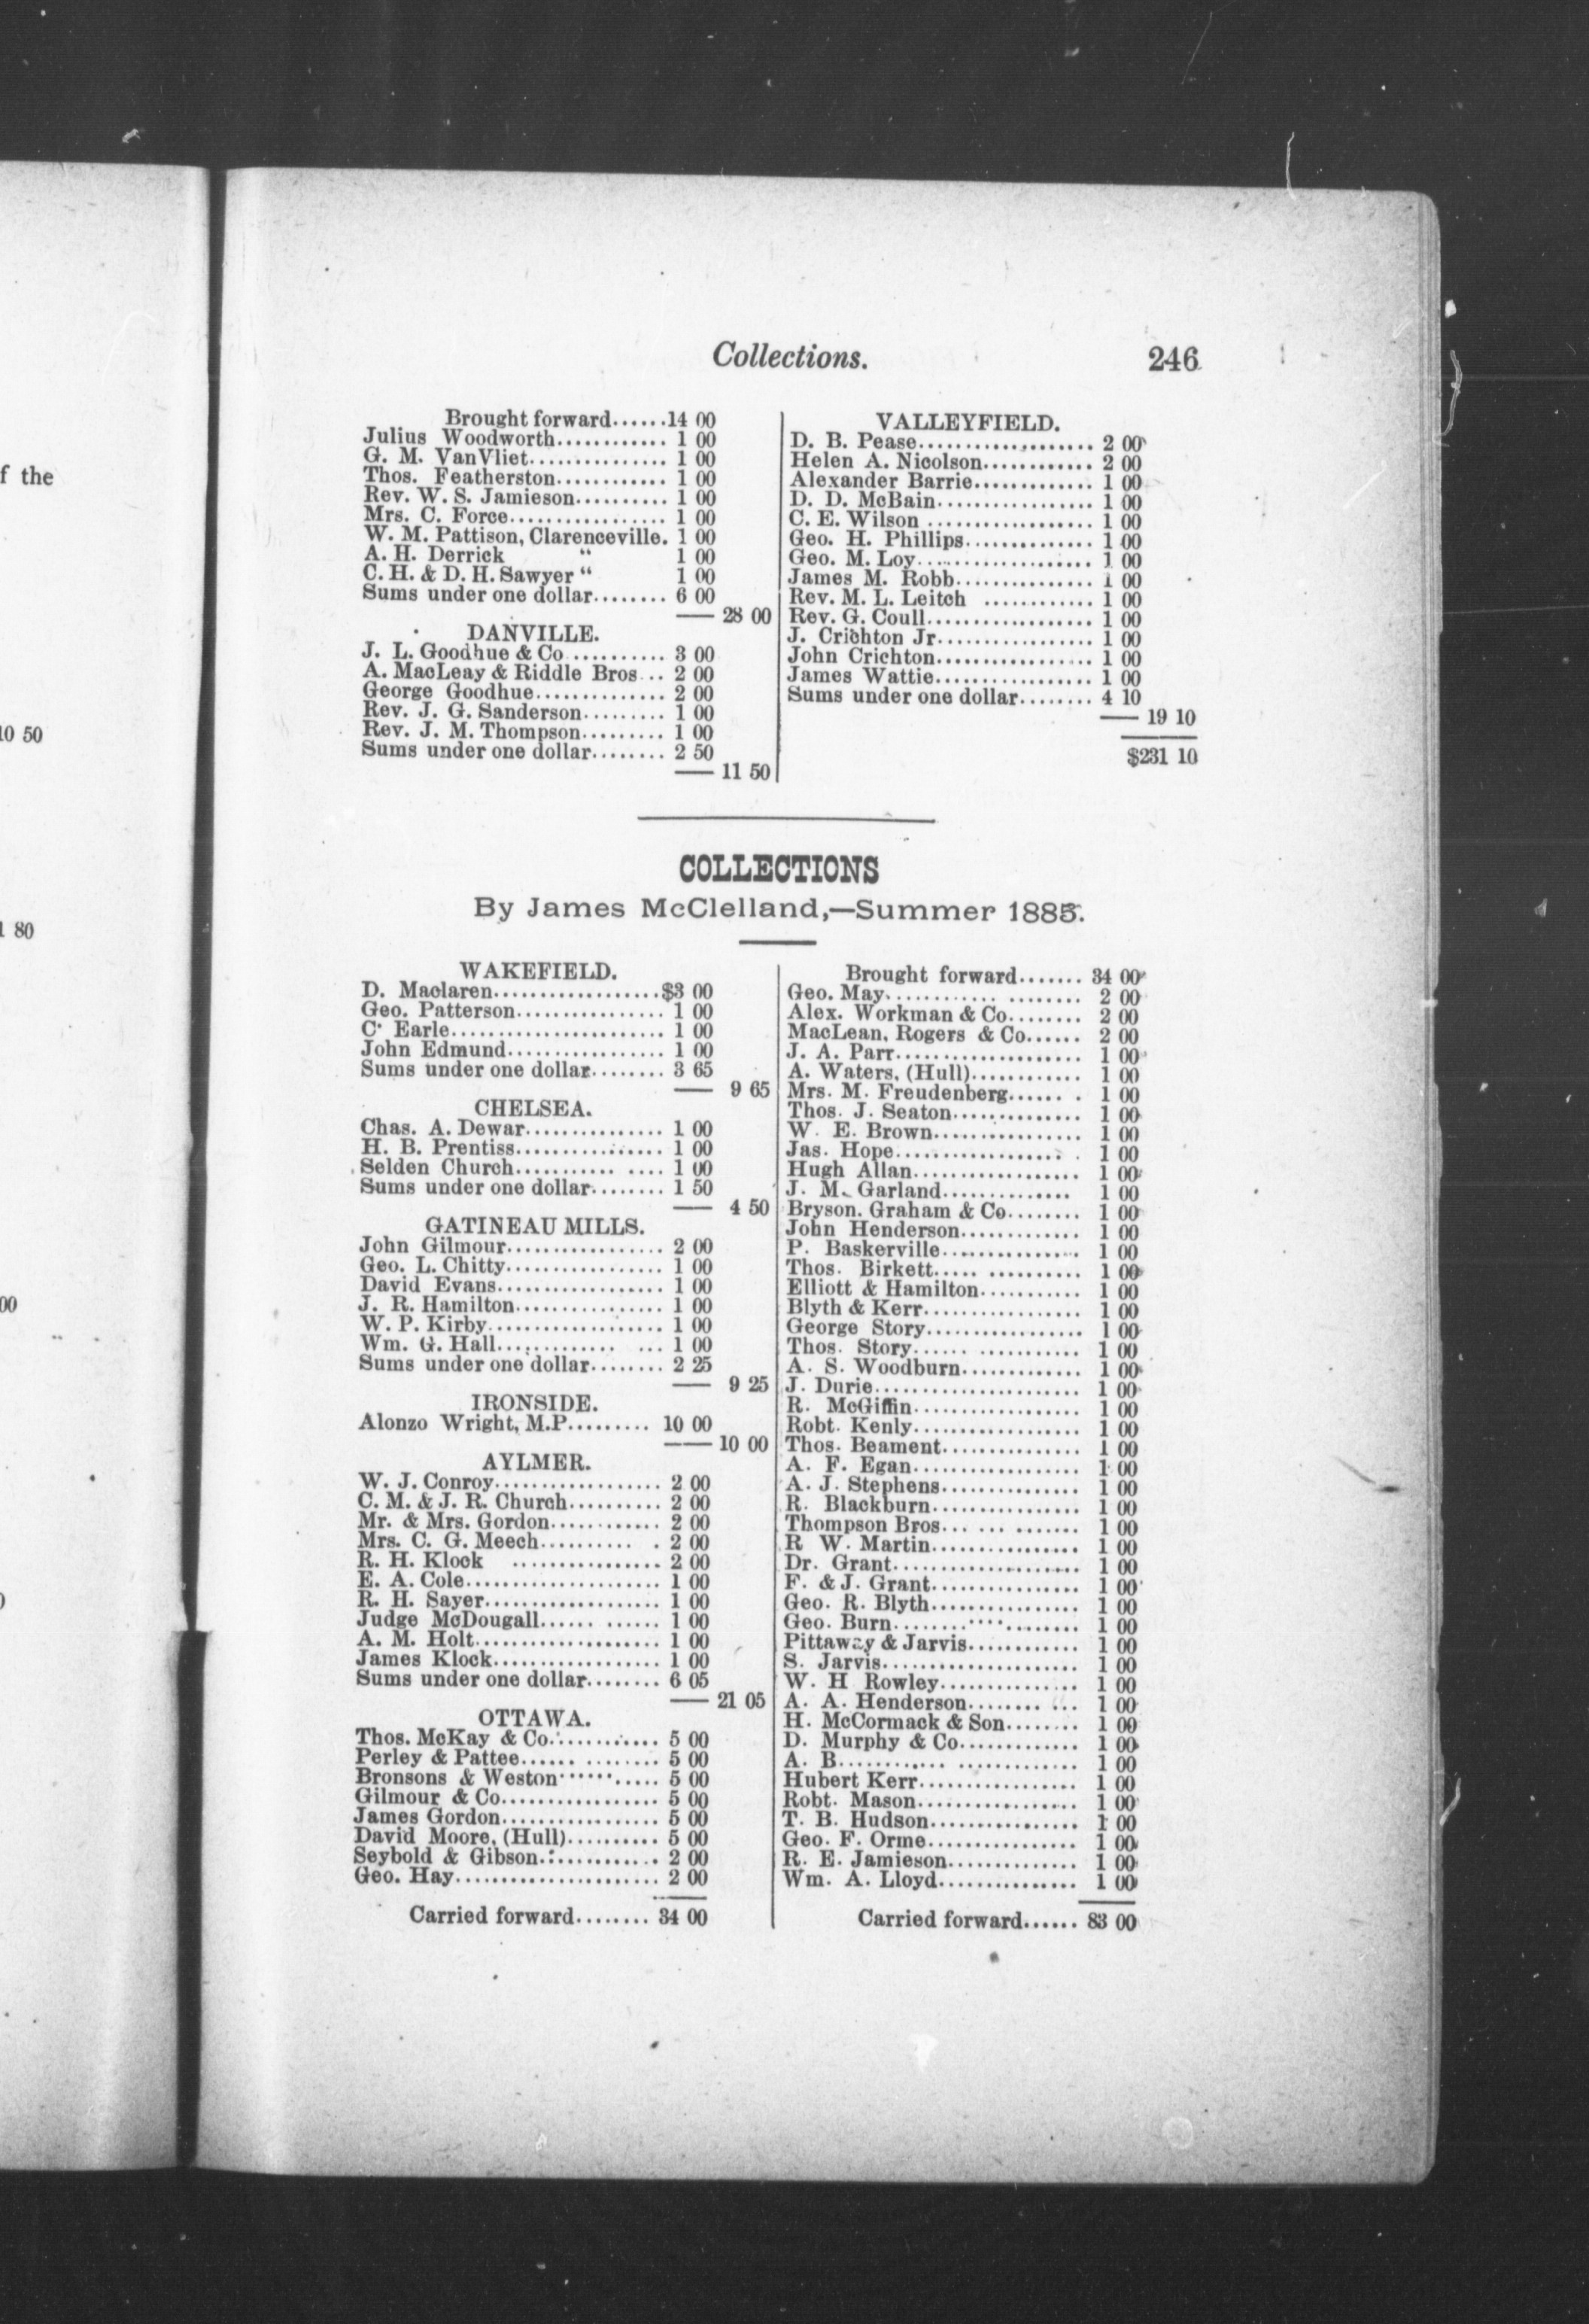 f the
10 50
1 80
00
Collections. 246
Brought forward......14 00
Julius Woodworth............ 1 00
G. M. VanVliet............... 1 00
Thos. Featherston............ 1 00
Rev. W. S. Jamieson.......... 1 00
Mrs. C. Force................. 1 00
W. M. Pattison, Clarenceville. 1 00
A. H. Derrick " 1 00
C. H. & D. H. Sawyer " 1 00
Sums under one dollar........ 6 00
—— 28 00
DANVILLE.
J. L. Goodhue & Co .......... 3 00
A. MacLeay & Riddle Bros... 2 00
George Goodhue.............. 2 00
Rev. J. G. Sanderson......... 1 00
Rev. J. M. Thompson......... 1 00
Sums under one dollar........ 2 50
—— 11 50
VALLEYFIELD.
D. B. Pease................... 2 00
Helen A. Nicolson............ 2 00
Alexander Barrie............. 1 00
D. D. McBain................. 1 00
C. E. Wilson .................. 1 00
Geo. H. Phillips.............. 1 00
Geo. M. Loy................... 1 00
James M. Robb............... 1 00
Rev. M. L. Leitch ............ 1 00
Rev. G. Coull.................. 1 00
J. Crichton Jr................. 1 00
John Crichton................. 1 00
James Wattie................. 1 00
Sums under one dollar........ 4 10
—— 19 10
$231 10
COLLECTIONS
By James McClelland,—Summer 1885.
WAKEFIELD.
D. Maclaren..................$3 00
Geo. Patterson................ 1 00
C. Earle....................... 1 00
John Edmund................. 1 00
Sums under one dollar........ 3 65
—— 9 65
CHELSEA.
Chas. A. Dewar............... 1 00
H. B. Prentiss................ 1 00
Selden Church........... .... 1 00
Sums under one dollar........ 1 50
—— 4 50
GATINEAU MILLS.
John Gilmour................. 2 00
Geo. L. Chitty................. 1 00
David Evans.................. 1 00
J. R. Hamilton................ 1 00
W. P. Kirby................... 1 00
Wm. G. Hall............. ... 1 00
Sums under one dollar........ 2 25
—— 9 25
IRONSIDE.
Alonzo Wright, M.P......... 10 00
——10 00
AYLMER.
W. J. Conroy.................. 2 00
C. M. & J. R. Church.......... 2 00
Mr. & Mrs. Gordon............ 2 00
Mrs. C. G. Meech.......... . 2 00
R. H. Klock ................ 2 00
E. A. Cole..................... 1 00
R. H. Sayer................... 1 00
Judge McDougall...... ...... 1 00
A. M. Holt.................... 1 00
James Klock.................. 1 00
Sums under one dollar........ 6 05
—— 21 05
OTTAWA.
Thos. McKay & Co............ 5 00
Perley & Pattee...... ........ 5 00
Bronsons & Weston........... 5 00
Gilmour & Co................. 5 00
James Gordon................. 5 00
David Moore, (Hull).......... 5 00
Seybold & Gibson............. 2 00
Geo. Hay...................... 2 00
Carried forward........ 34 00
Brought forward....... 34 00
Geo. May............ ........ 2 00
Alex. Workman & Co........ 2 00
MacLean, Rogers & Co...... 2 00
J. A. Parr.................... 1 00
A. Waters, (Hull)............ 1 00
Mrs. M. Freudenberg...... . 1 00
Thos. J. Seaton.............. 1 00
W. E. Brown................ 1 00
Jas. Hope.................. . 1 00
Hugh Allan.................. 1 00
J. M. Garland.............. 1 00
Bryson. Graham & Co........ 1 00
John Henderson............. 1 00
P. Baskerville............... 1 00
Thos. Birkett..... .......... 1 00
Elliott & Hamilton........... 1 00
Blyth & Kerr................. 1 00
George Story................. 1 00
Thos. Story...... ........... 1 00
A. S. Woodburn............. 1 00
J. Durie...................... 1 00
R. McGiffin.................. 1 00
Robt. Kenly.................. 1 00
Thos. Beament............... 1 00
A. F. Egan.................. 1 00
A. J. Stephens............... 1 00
R. Blackburn................ 1 00
Thompson Bros... ... ....... 1 00
R W. Martin................ 1 00
Dr. Grant.................... 1 00
F. & J. Grant................ 1 00
Geo. R. Blyth................ 1 00
Geo. Burn.................... 1 00
Pittaway & Jarvis............ 1 00
S. Jarvis..................... 1 00
W. H Rowley............... 1 00
A. A. Henderson........ ... 1 00
H. McCormack & Son........ 1 00
D. Murphy & Co............. 1 00
A. B............ ............. 1 00
Hubert Kerr................. 1 00
Robt. Mason................. 1 00
T. B. Hudson................ 1 00
Geo. F. Orme................ 1 00
R. E. Jamieson.............. 1 00
Wm. A. Lloyd............... 1 00
Carried forward...... 83 00